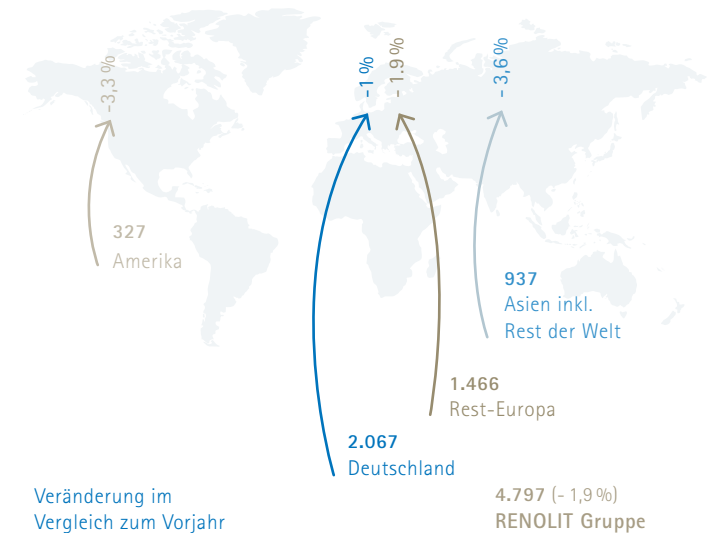 -3,3 %
-1 %
- 1.9 %
- 3,6 %
327
Amerika
937
Asien inkl.
Rest der Welt
1.466
Rest-Europa
2.067
Deutschland
Veränderung im
Vergleich zum Vorjahr
4.797 (- 1,9 %)
RENOLIT Gruppe